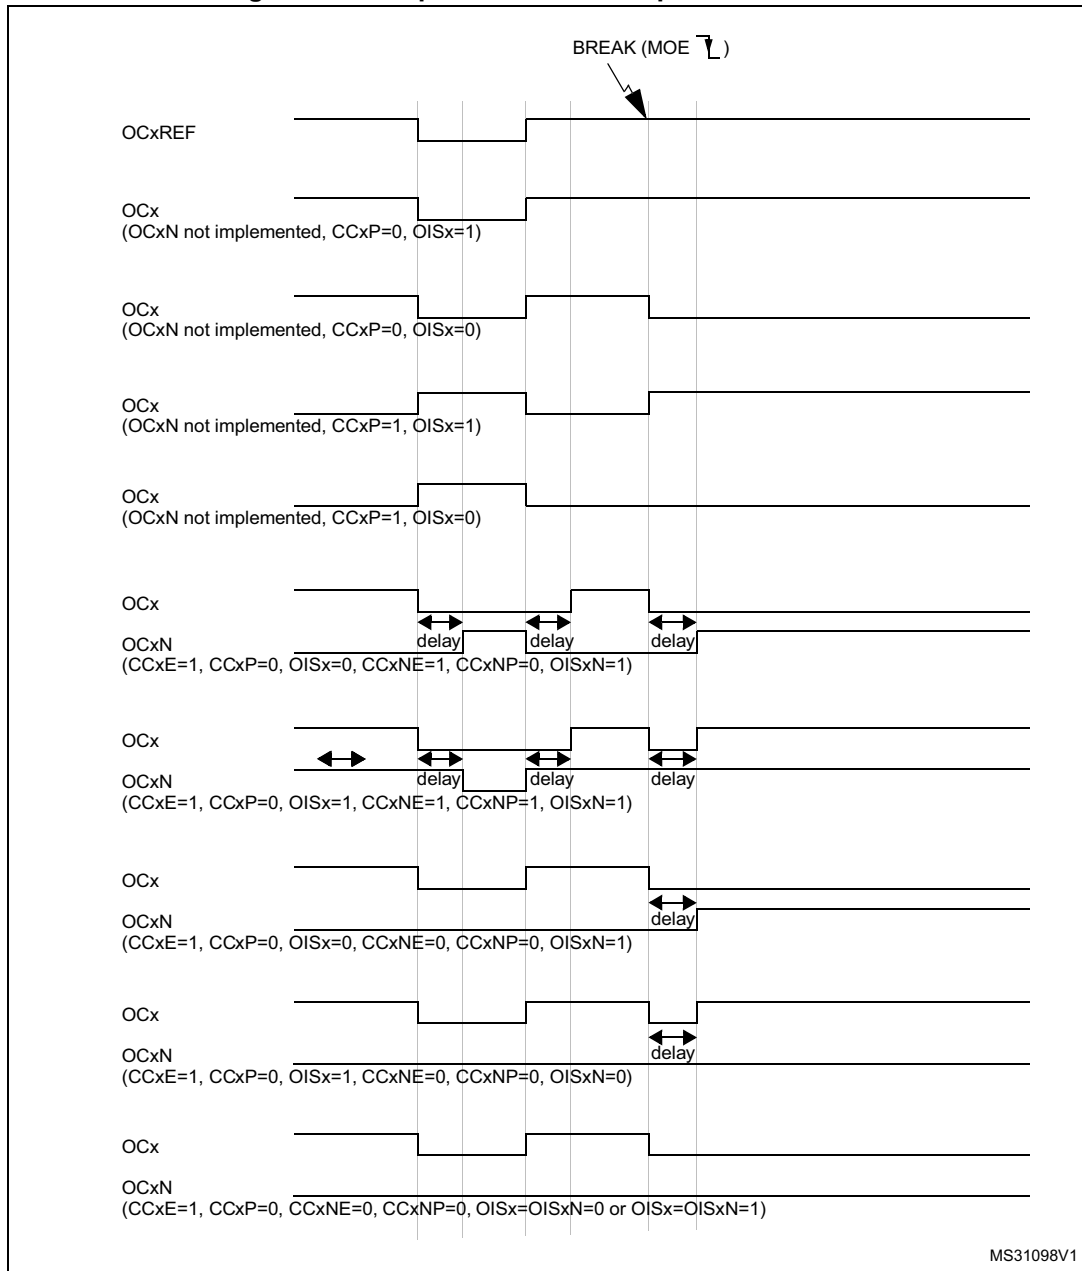 BREAK (MOE )
OCxREF
OCx
(OCxN not implemented, CCxP=0, OISx=1)
OCx
(OCxN not implemented, CCxP=0, OISx=0)
OCx
(OCxN not implemented, CCxP=1, OISx=1)
OCx
(OCxN not implemented, CCxP=1, OISx=0)
OCx
delay delay delay
OCxN
(CCxE=1, CCxP=0, OISx=0, CCxNE=1, CCxNP=0, OISxN=1)
OCx
delay delay delay
OCxN
(CCxE=1, CCxP=0, OISx=1, CCxNE=1, CCxNP=1, OISxN=1)
OCx
delay
OCxN
(CCxE=1, CCxP=0, OISx=0, CCxNE=0, CCxNP=0, OISxN=1)
OCx
delay
OCxN
(CCxE=1, CCxP=0, OISx=1, CCxNE=0, CCxNP=0, OISxN=0)
OCx
OCxN
(CCxE=1, CCxP=0, CCxNE=0, CCxNP=0, OISx=OISxN=0 or OISx=OISxN=1)
MS31098V1